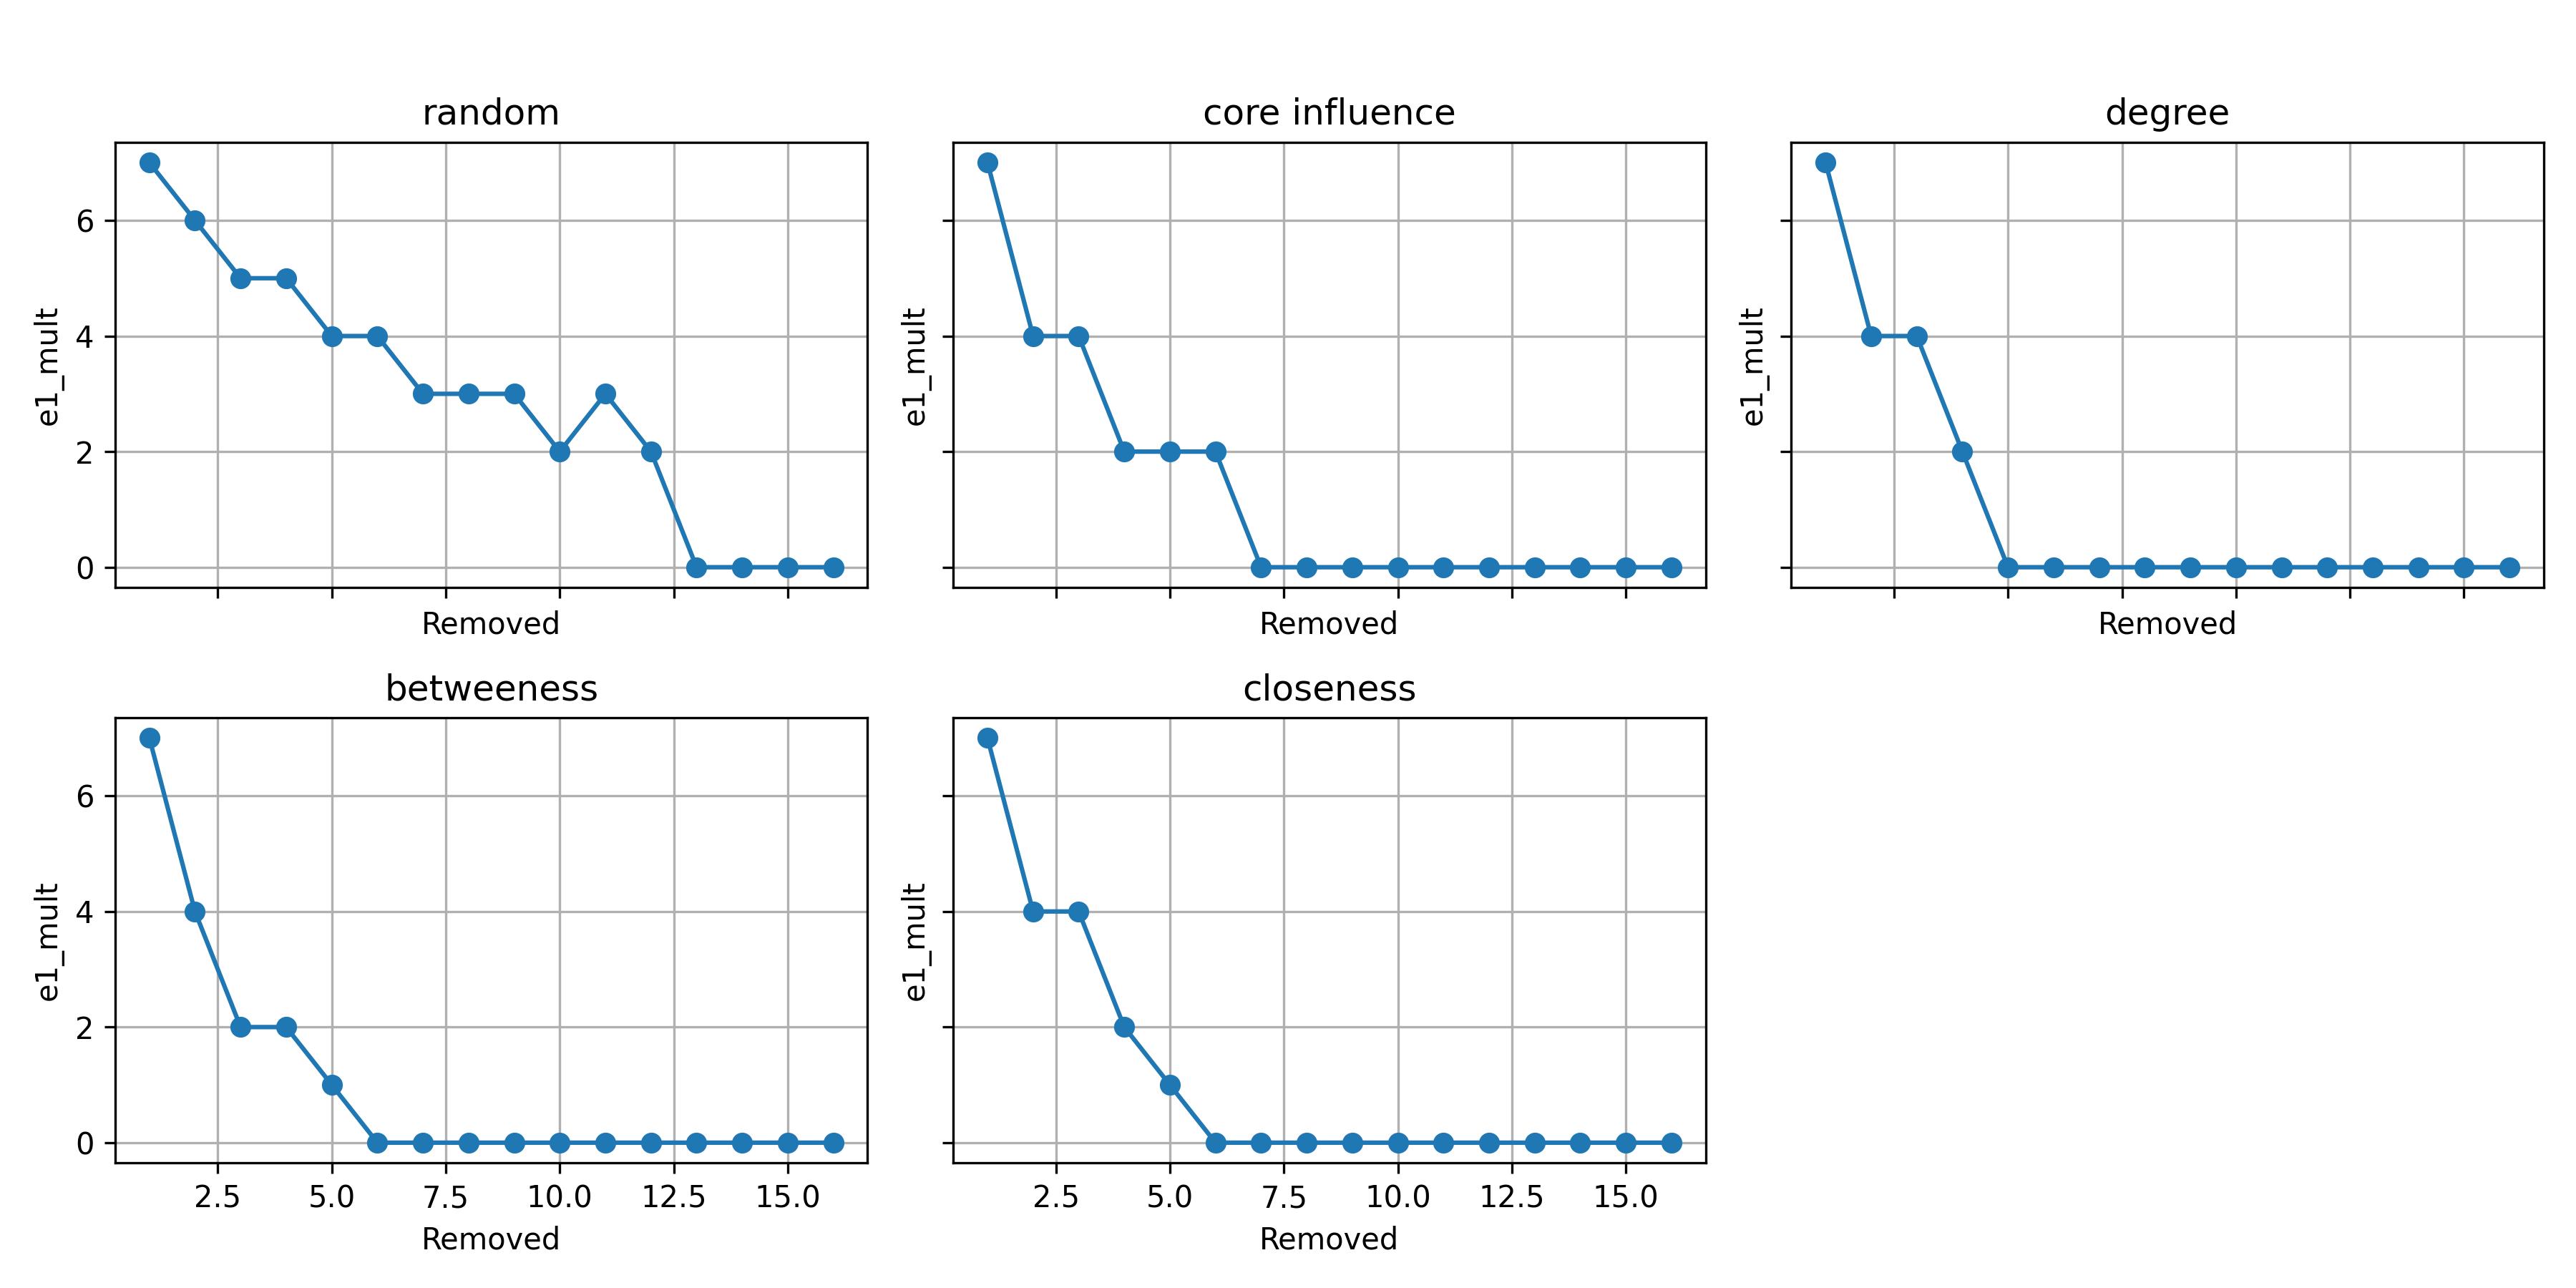 random
core influence
degree
e1_mult
6
4
2
0
Removed
e1_mult
Removed
e1_mult
Removed
betweeness
closeness
e1_mult
6
4
2
0
2.5 5.0 7.5 10.0 12.5 15.0
Removed
e1_mult
2.5 5.0 7.5 10.0 12.5 15.0
Removed